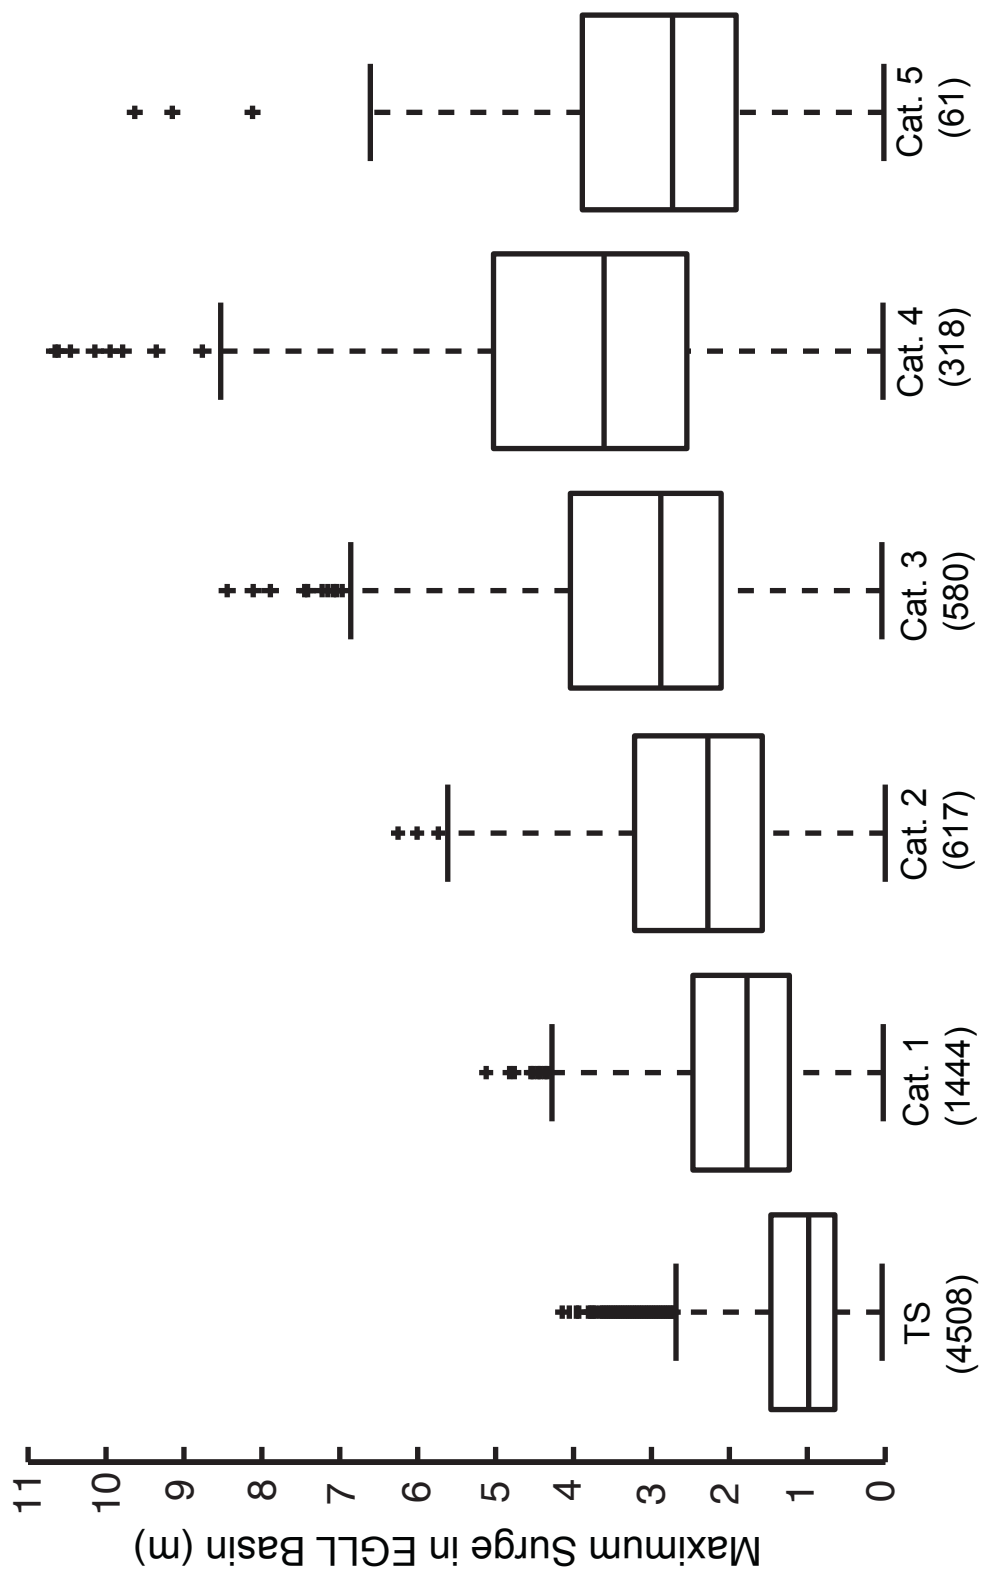 Maximum Surge in EGLL Basin (m)
11
10
9
8
7
6
5
4
3
2
1
0
TS
(4508)
Cat. 1
(1444)
Cat. 2
(617)
Cat. 3
(580)
Cat. 4
(318)
Cat. 5
(61)